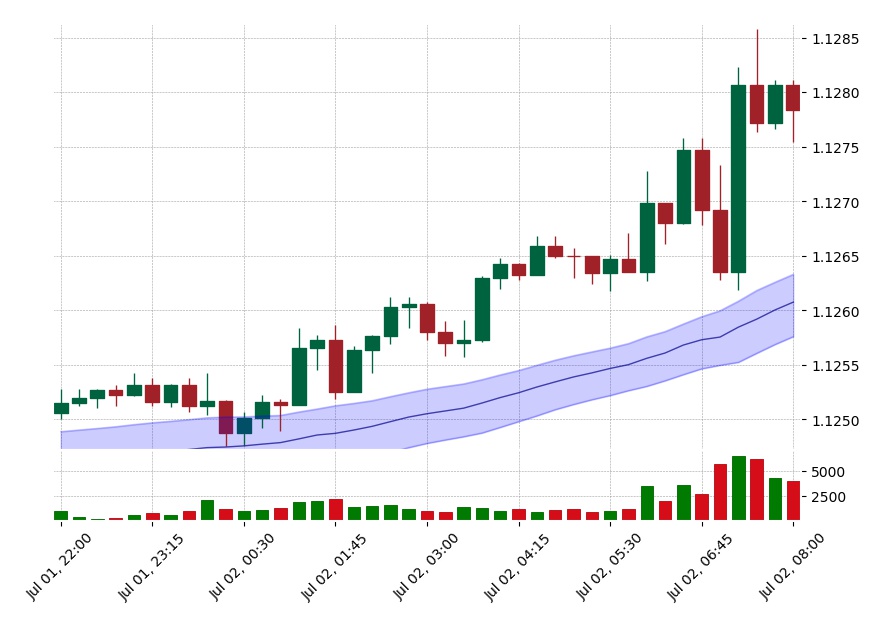 1.1285
1.1280
1.1275
1.1270
1.1265
1.1260
1.1255
1.1250
5000
2500
Jul 01, 22:00
Jul 01, 23:15
Jul 02, 00:30
Jul 02, 01:45
Jul 02, 03:00
Jul 02, 04:15
Jul 02, 05:30
Jul 02, 06:45
Jul 02, 08:00